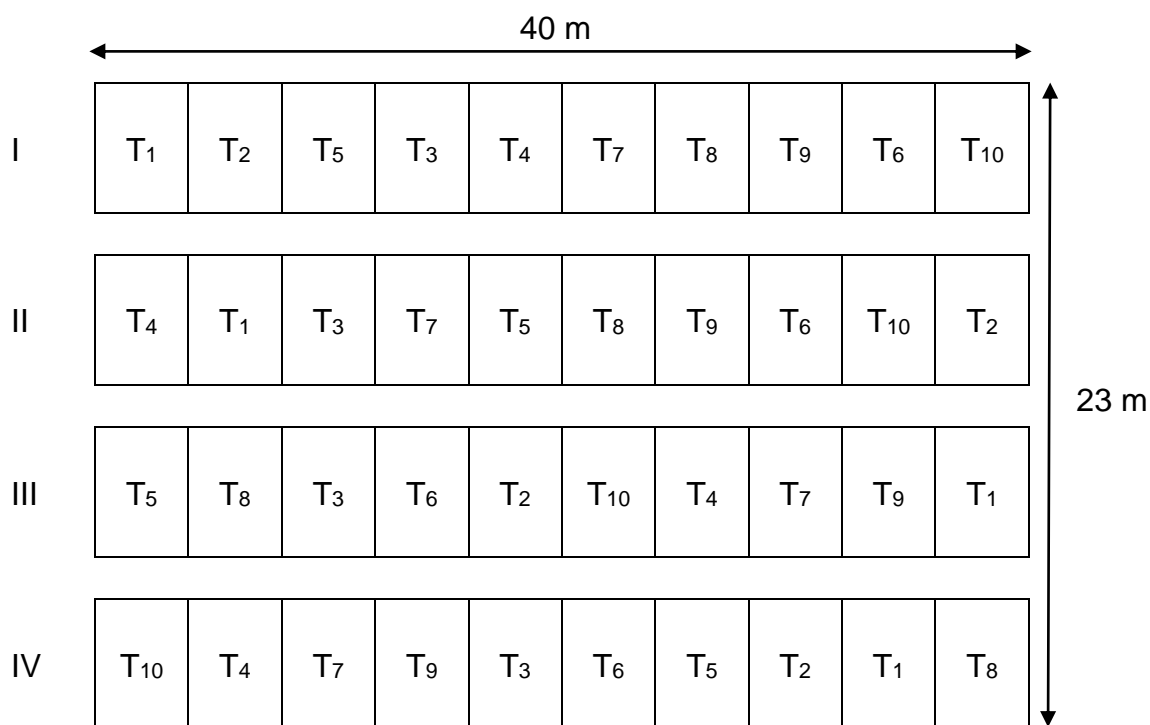 40 m
I T₁ T₂ T₅ T₃ T₄ T₇ T₈ T₉ T₆ T₁₀
II T₄ T₁ T₃ T₇ T₅ T₈ T₉ T₆ T₁₀ T₂
23 m
III T₅ T₈ T₃ T₆ T₂ T₁₀ T₄ T₇ T₉ T₁
IV T₁₀ T₄ T₇ T₉ T₃ T₆ T₅ T₂ T₁ T₈